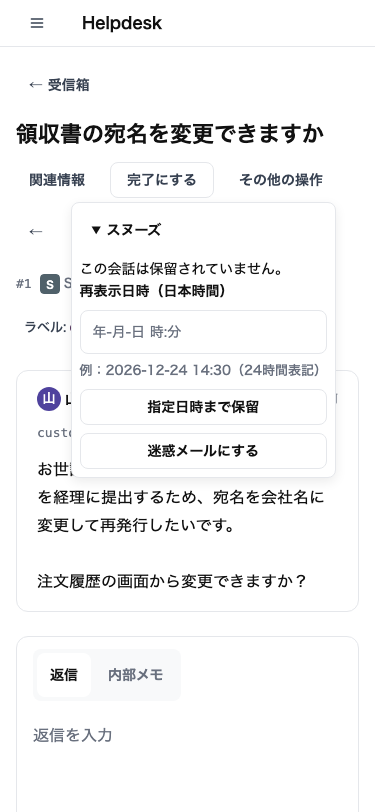 Helpdesk
← 受信箱
領収書の宛名を変更できますか
関連情報
完了にする
その他の操作
←
▼ スヌーズ
この会話は保留されていません。
再表示日時（日本時間）
年-月-日 時:分
例：2026-12-24 14:30（24時間表記）
指定日時まで保留
迷惑メールにする
#1
S
ラベル:
山
custo
お世
を経理に提出するため、宛名を会社名に
変更して再発行したいです。
注文履歴の画面から変更できますか？
返信
内部メモ
返信を入力